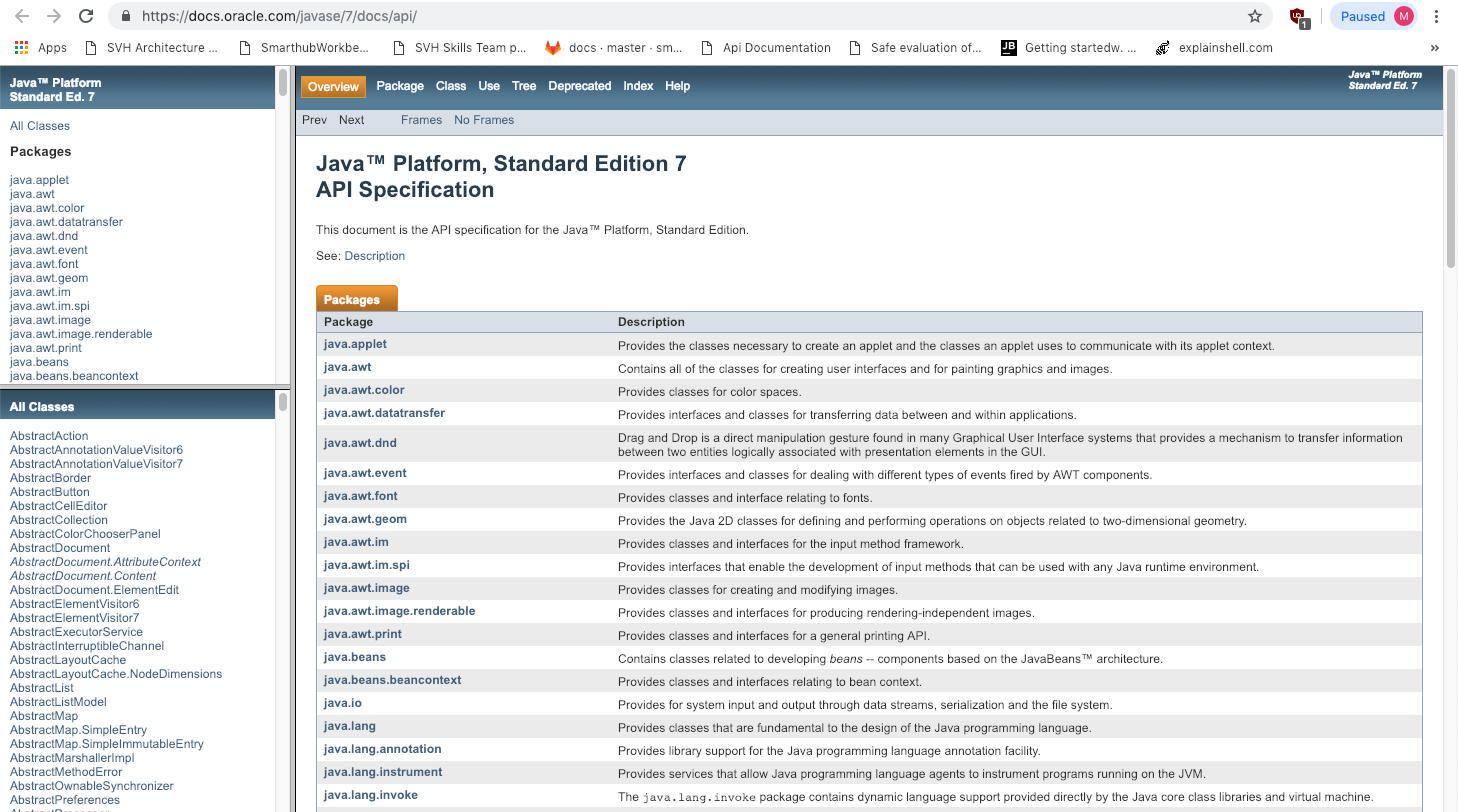 https://docs.oracle.com/javase/7/docs/api/
1
Paused
M
Apps
SVH Architecture ...
SmarthubWorkbe...
SVH Skills Team p...
docs · master · sm...
Api Documentation
Safe evaluation of...
JB
Getting startedw. ...
explainshell.com
»
Java™ Platform
Standard Ed. 7
All Classes
Packages
java.applet
java.awt
java.awt.color
java.awt.datatransfer
java.awt.dnd
java.awt.event
java.awt.font
java.awt.geom
java.awt.im
java.awt.im.spi
java.awt.image
java.awt.image.renderable
java.awt.print
java.beans
java.beans.beancontext
All Classes
AbstractAction
AbstractAnnotationValueVisitor6
AbstractAnnotationValueVisitor7
AbstractBorder
AbstractButton
AbstractCellEditor
AbstractCollection
AbstractColorChooserPanel
AbstractDocument
AbstractDocument.AttributeContext
AbstractDocument.Content
AbstractDocument.ElementEdit
AbstractElementVisitor6
AbstractElementVisitor7
AbstractExecutorService
AbstractInterruptibleChannel
AbstractLayoutCache
AbstractLayoutCache.NodeDimensions
AbstractList
AbstractListModel
AbstractMap
AbstractMap.SimpleEntry
AbstractMap.SimpleImmutableEntry
AbstractMarshallerImpl
AbstractMethodError
AbstractOwnableSynchronizer
AbstractPreferences
Overview Package Class Use Tree Deprecated Index Help
Java™ Platform
Standard Ed. 7
Prev Next Frames No Frames
Java™ Platform, Standard Edition 7
API Specification
This document is the API specification for the Java™ Platform, Standard Edition.
See: Description
Packages
Package Description
java.applet Provides the classes necessary to create an applet and the classes an applet uses to communicate with its applet context.
java.awt Contains all of the classes for creating user interfaces and for painting graphics and images.
java.awt.color Provides classes for color spaces.
java.awt.datatransfer Provides interfaces and classes for transferring data between and within applications.
java.awt.dnd Drag and Drop is a direct manipulation gesture found in many Graphical User Interface systems that provides a mechanism to transfer information
between two entities logically associated with presentation elements in the GUI.
java.awt.event Provides interfaces and classes for dealing with different types of events fired by AWT components.
java.awt.font Provides classes and interface relating to fonts.
java.awt.geom Provides the Java 2D classes for defining and performing operations on objects related to two-dimensional geometry.
java.awt.im Provides classes and interfaces for the input method framework.
java.awt.im.spi Provides interfaces that enable the development of input methods that can be used with any Java runtime environment.
java.awt.image Provides classes for creating and modifying images.
java.awt.image.renderable Provides classes and interfaces for producing rendering-independent images.
java.awt.print Provides classes and interfaces for a general printing API.
java.beans Contains classes related to developing beans -- components based on the JavaBeans™ architecture.
java.beans.beancontext Provides classes and interfaces relating to bean context.
java.io Provides for system input and output through data streams, serialization and the file system.
java.lang Provides classes that are fundamental to the design of the Java programming language.
java.lang.annotation Provides library support for the Java programming language annotation facility.
java.lang.instrument Provides services that allow Java programming language agents to instrument programs running on the JVM.
java.lang.invoke The java.lang.invoke package contains dynamic language support provided directly by the Java core class libraries and virtual machine.